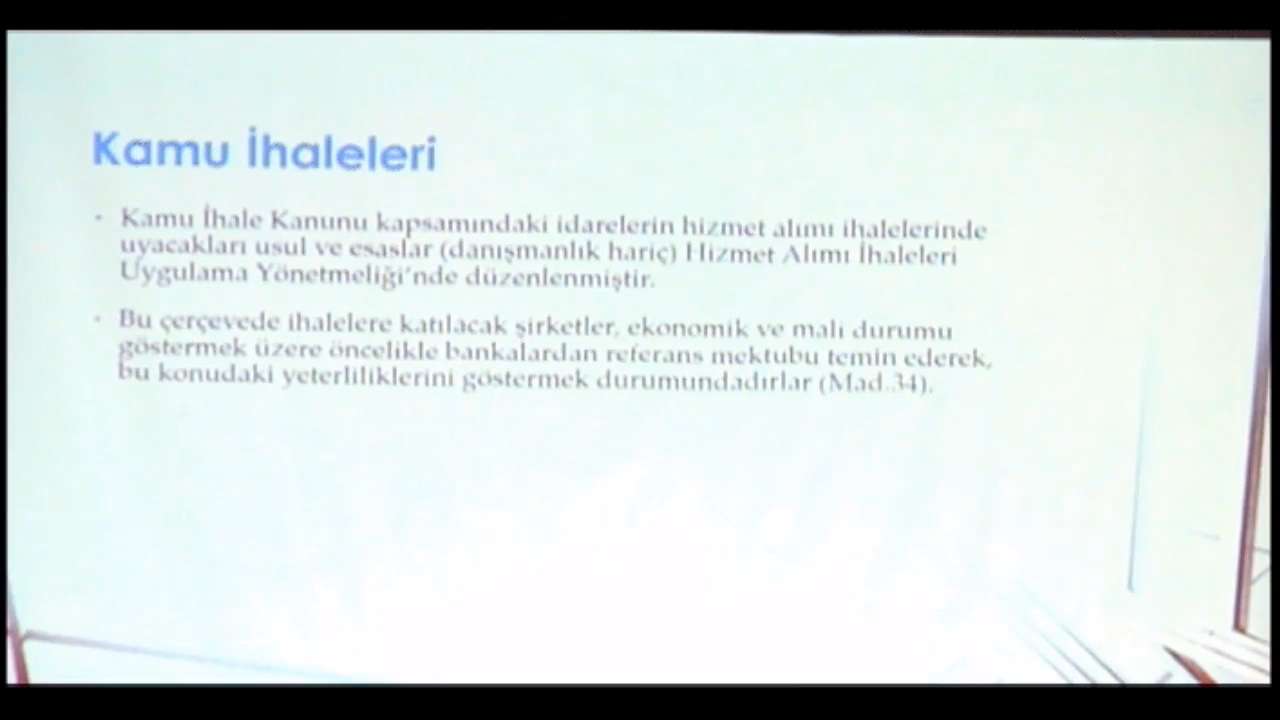 Kamu İhaleleri
• Kamu İhale Kanunu kapsamındaki idarelerin hizmet alımı ihalelerinde
uyacakları usul ve esaslar (danışmanlık hariç) Hizmet Alımı İhaleleri
Uygulama Yönetmeliği'nde düzenlenmiştir.
• Bu çerçevede ihalelere katılacak şirketler, ekonomik ve mali durumu
göstermek üzere öncelikle bankalardan referans mektubu temin ederek,
bu konudaki yeterliliklerini göstermek durumundadırlar (Mad.34).